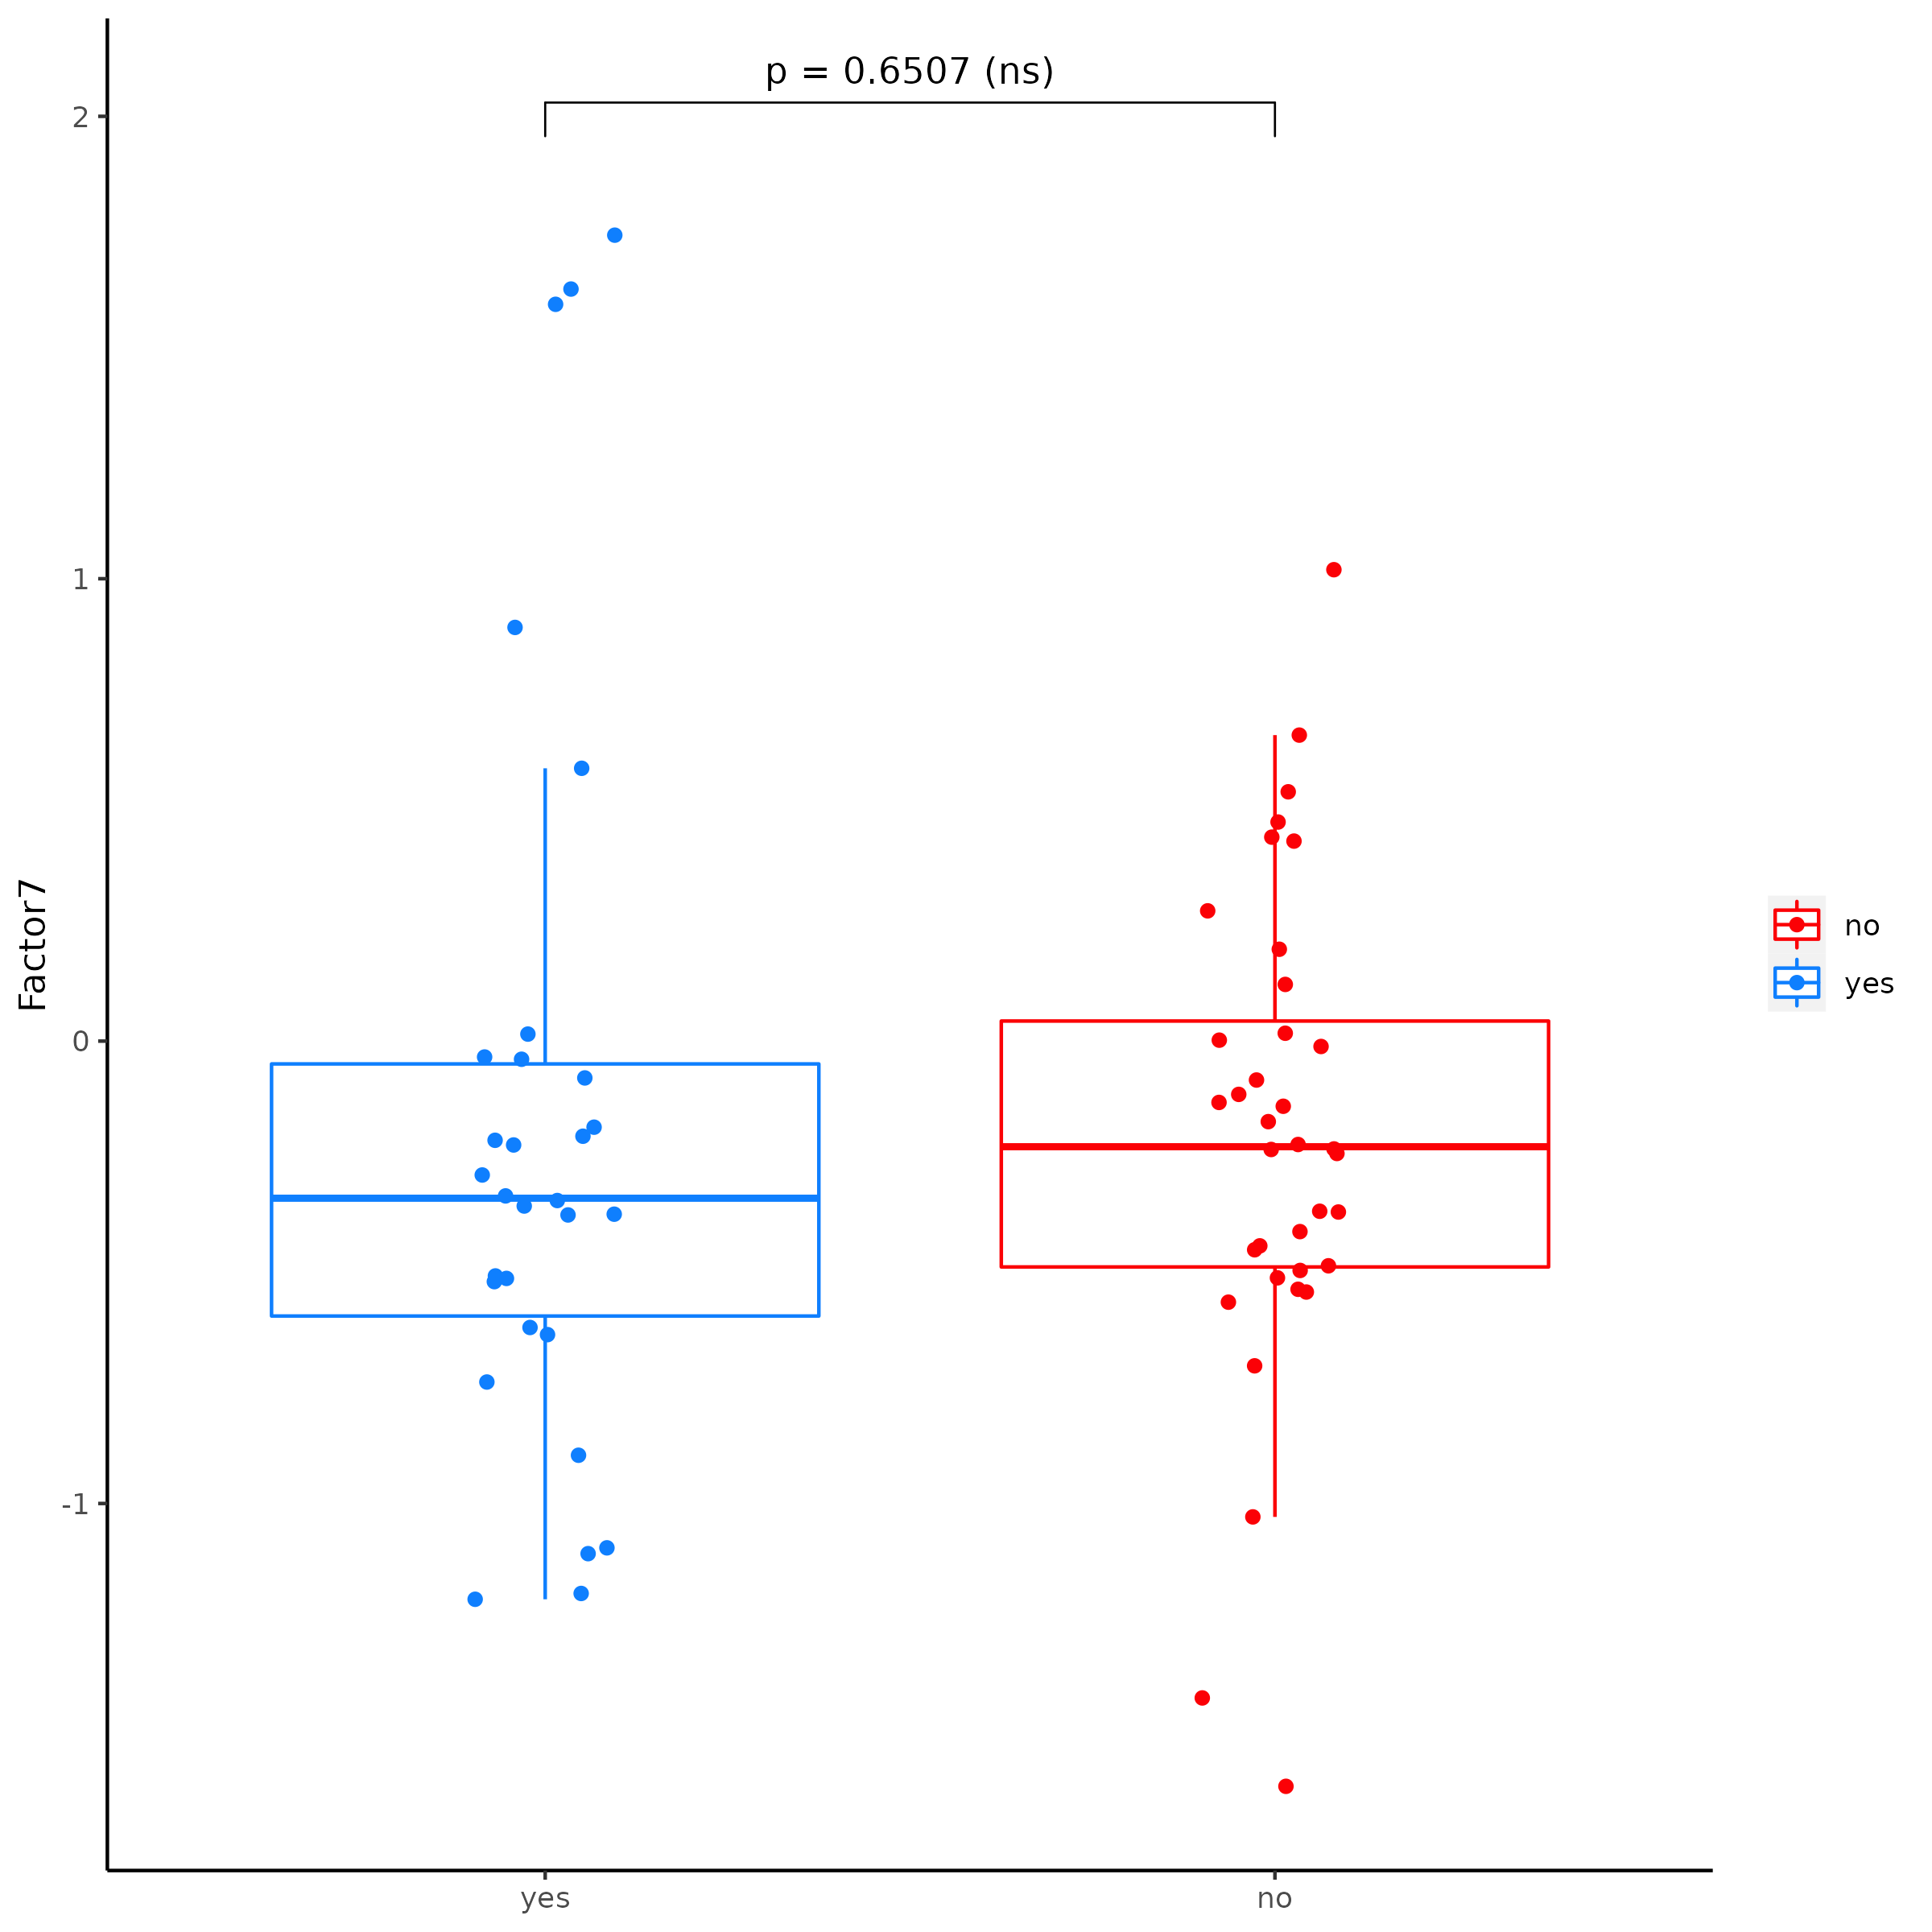 p = 0.6507 (ns)
2
1
0
-1
Factor7
yes
no
no
yes